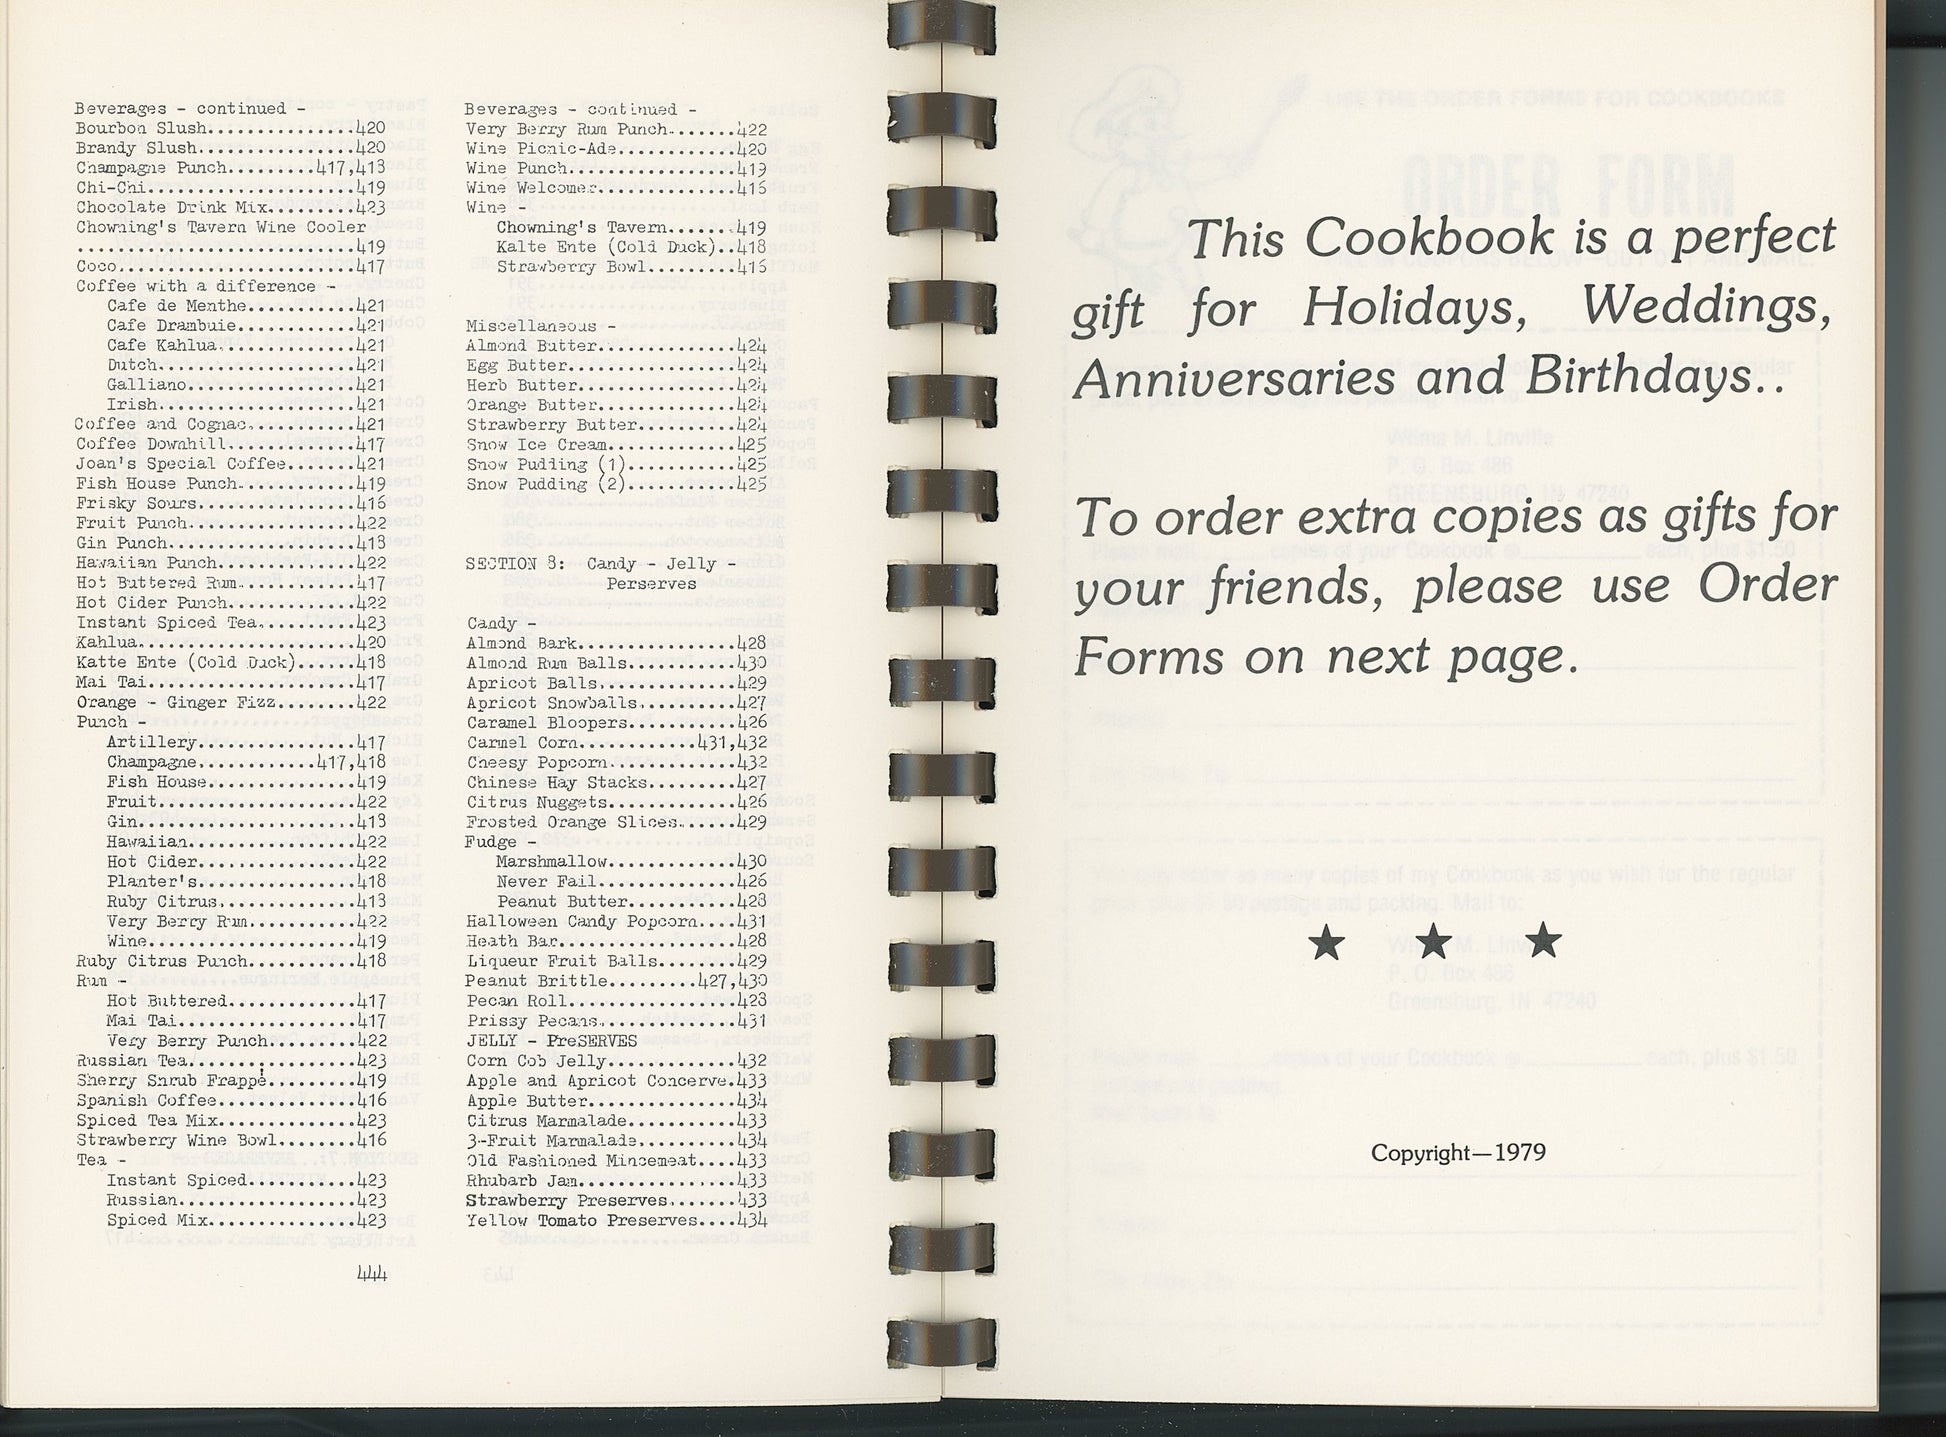 Beverages - continued -
Bourbon Slush..................420
Brandy Slush...................420
Champagne Punch.........417,418
Chi-Chi.........................419
Chocolate Drink Mix..........423
Chowning's Tavern Wine Cooler
..................................419
Coco.............................417
Coffee with a difference -
Cafe de Menthe.............421
Cafe Drambuie..............421
Cafe Kahlua................421
Dutch.......................421
Galliano....................421
Irish.......................421
Coffee and Cognac............421
Coffee Downhill...............417
Joan's Special Coffee.......421
Fish House Punch.............419
Frisky Sours..................416
Fruit Punch...................422
Gin Punch......................418
Hawaiian Punch...............422
Hot Buttered Rum.............417
Hot Cider Punch..............422
Instant Spiced Tea...........423
Kahlua.........................420
Katte Ente (Cold Duck)......418
Mai Tai........................417
Orange - Ginger Fizz........422
Punch -
Artillery..................417
Champagne.............417,418
Fish House.................419
Fruit.......................422
Gin.........................418
Hawaiian...................422
Hot Cider..................422
Planter's..................418
Ruby Citrus................418
Very Berry Rum............422
Wine........................419
Ruby Citrus Punch............418
Rum -
Hot Buttered...............417
Mai Tai.....................417
Very Berry Punch..........422
Russian Tea...................423
Sherry Shrub Frappé.........419
Spanish Coffee................416
Spiced Tea Mix................423
Strawberry Wine Bowl........416
Tea -
Instant Spiced.............423
Russian.....................423
Spiced Mix.................423
444
Beverages - continued -
Very Berry Rum Punch.......422
Wine Picnic-Ade..............420
Wine Punch....................419
Wine Welcomer................416
Wine -
Chowning's Tavern........419
Kalte Ente (Cold Duck)..418
Strawberry Bowl..........416
Miscellaneous -
Almond Butter................424
Egg Butter....................424
Herb Butter...................424
Orange Butter................424
Strawberry Butter............424
Snow Ice Cream...............425
Snow Pudding (1).............425
Snow Pudding (2).............425
SECTION 8: Candy - Jelly -
Perserves
Candy -
Almond Bark...................428
Almond Rum Balls.............430
Apricot Balls.................429
Apricot Snowballs............427
Caramel Bloopers.............426
Carmel Corn..............431,432
Cheesy Popcorn...............432
Chinese Hay Stacks..........427
Citrus Nuggets...............426
Frosted Orange Slices.......429
Fudge -
Marshmallow...............430
Never Fail................426
Peanut Butter.............428
Halloween Candy Popcorn....431
Heath Bar.....................428
Liqueur Fruit Balls.........429
Peanut Brittle.........427,430
Pecan Roll....................428
Prissy Pecans................431
JELLY - PreSERVES
Corn Cob Jelly...............432
Apple and Apricot Concerve.433
Apple Butter..................434
Citrus Marmalade.............433
3-Fruit Marmalade............434
Old Fashioned Mincemeat....433
Rhubarb Jam...................433
Strawberry Preserves........433
Yellow Tomato Preserves....434
This Cookbook is a perfect
gift for Holidays, Weddings,
Anniversaries and Birthdays..
To order extra copies as gifts for
your friends, please use Order
Forms on next page.
★ ★ ★
Copyright—1979